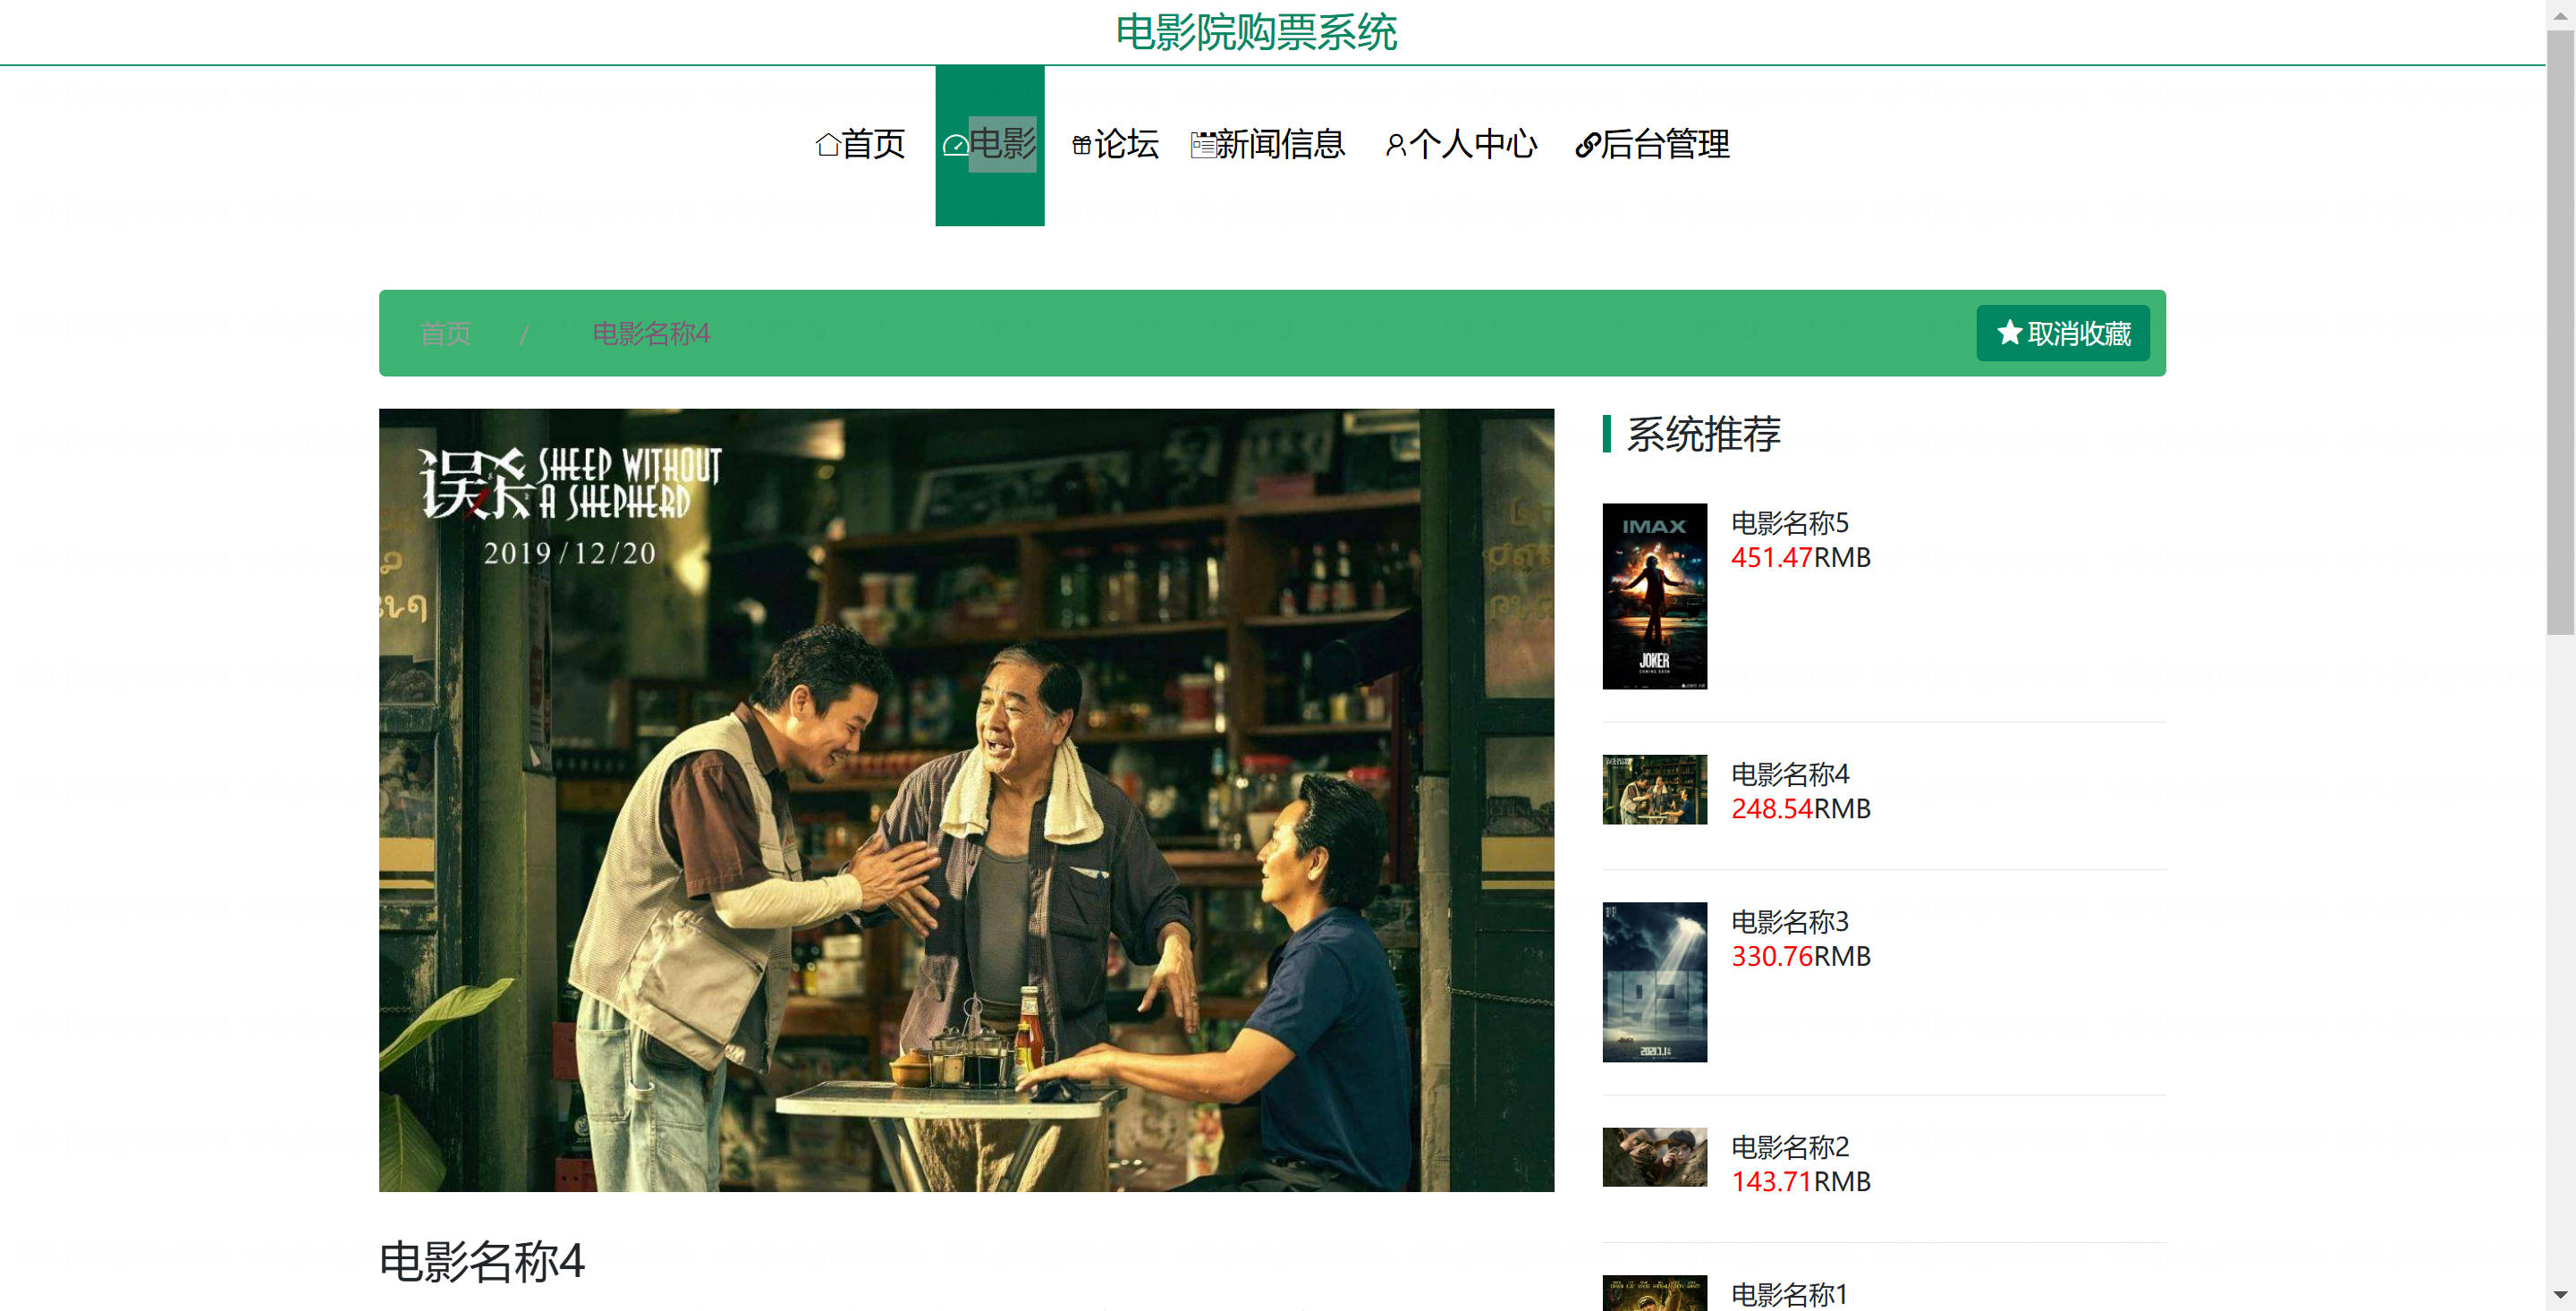 电影院购票系统
首页
电影
论坛
新闻信息
个人中心
后台管理
首页 / 电影名称4
取消收藏
误杀 SHEEP WITHOUT
A SHEPHERD
2019/12/20
系统推荐
IMAX
JOKER
电影名称5
451.47RMB
电影名称4
248.54RMB
电影名称3
330.76RMB
电影名称2
143.71RMB
电影名称4
电影名称1